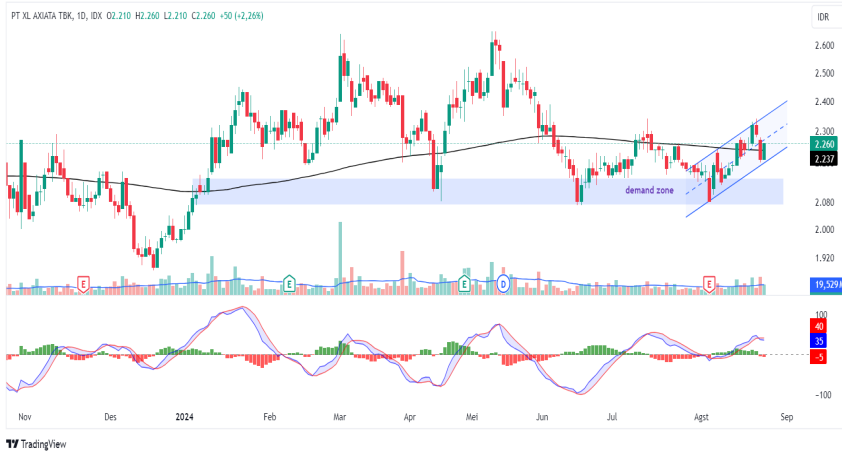 PT XL AXIATA TBK, 1D, IDX O2.210 H2.260 L2.210 C2.260 +50 (+2,26%)
IDR
2.600
2.500
2.400
2.300
2.260
2.237
demand zone
2.080
2.000
1.920
E
E
E
D
E
19,529
100
40
35
-5
-100
Nov
Des
2024
Feb
Mar
Apr
Mei
Jun
Jul
Agst
Sep
TradingView